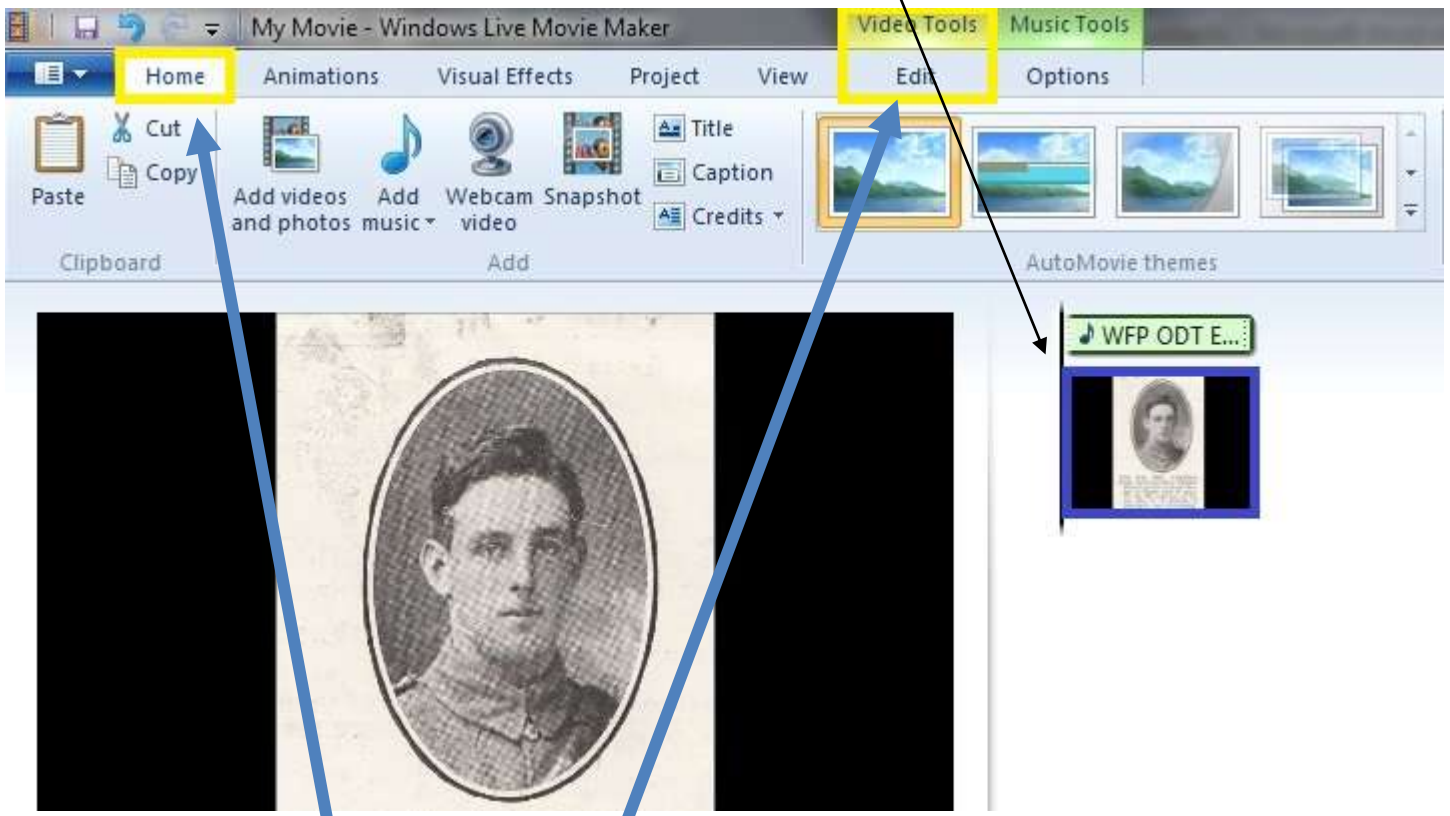 My Movie - Windows Live Movie Maker
Video Tools
Music Tools
Home
Animations
Visual Effects
Project
View
Edit
Options
Paste
Cut
Copy
Clipboard
Add videos
and photos
Add
music
Webcam
video
Snapshot
Title
Caption
Credits
Add
AutoMovie themes
WFP ODT E...